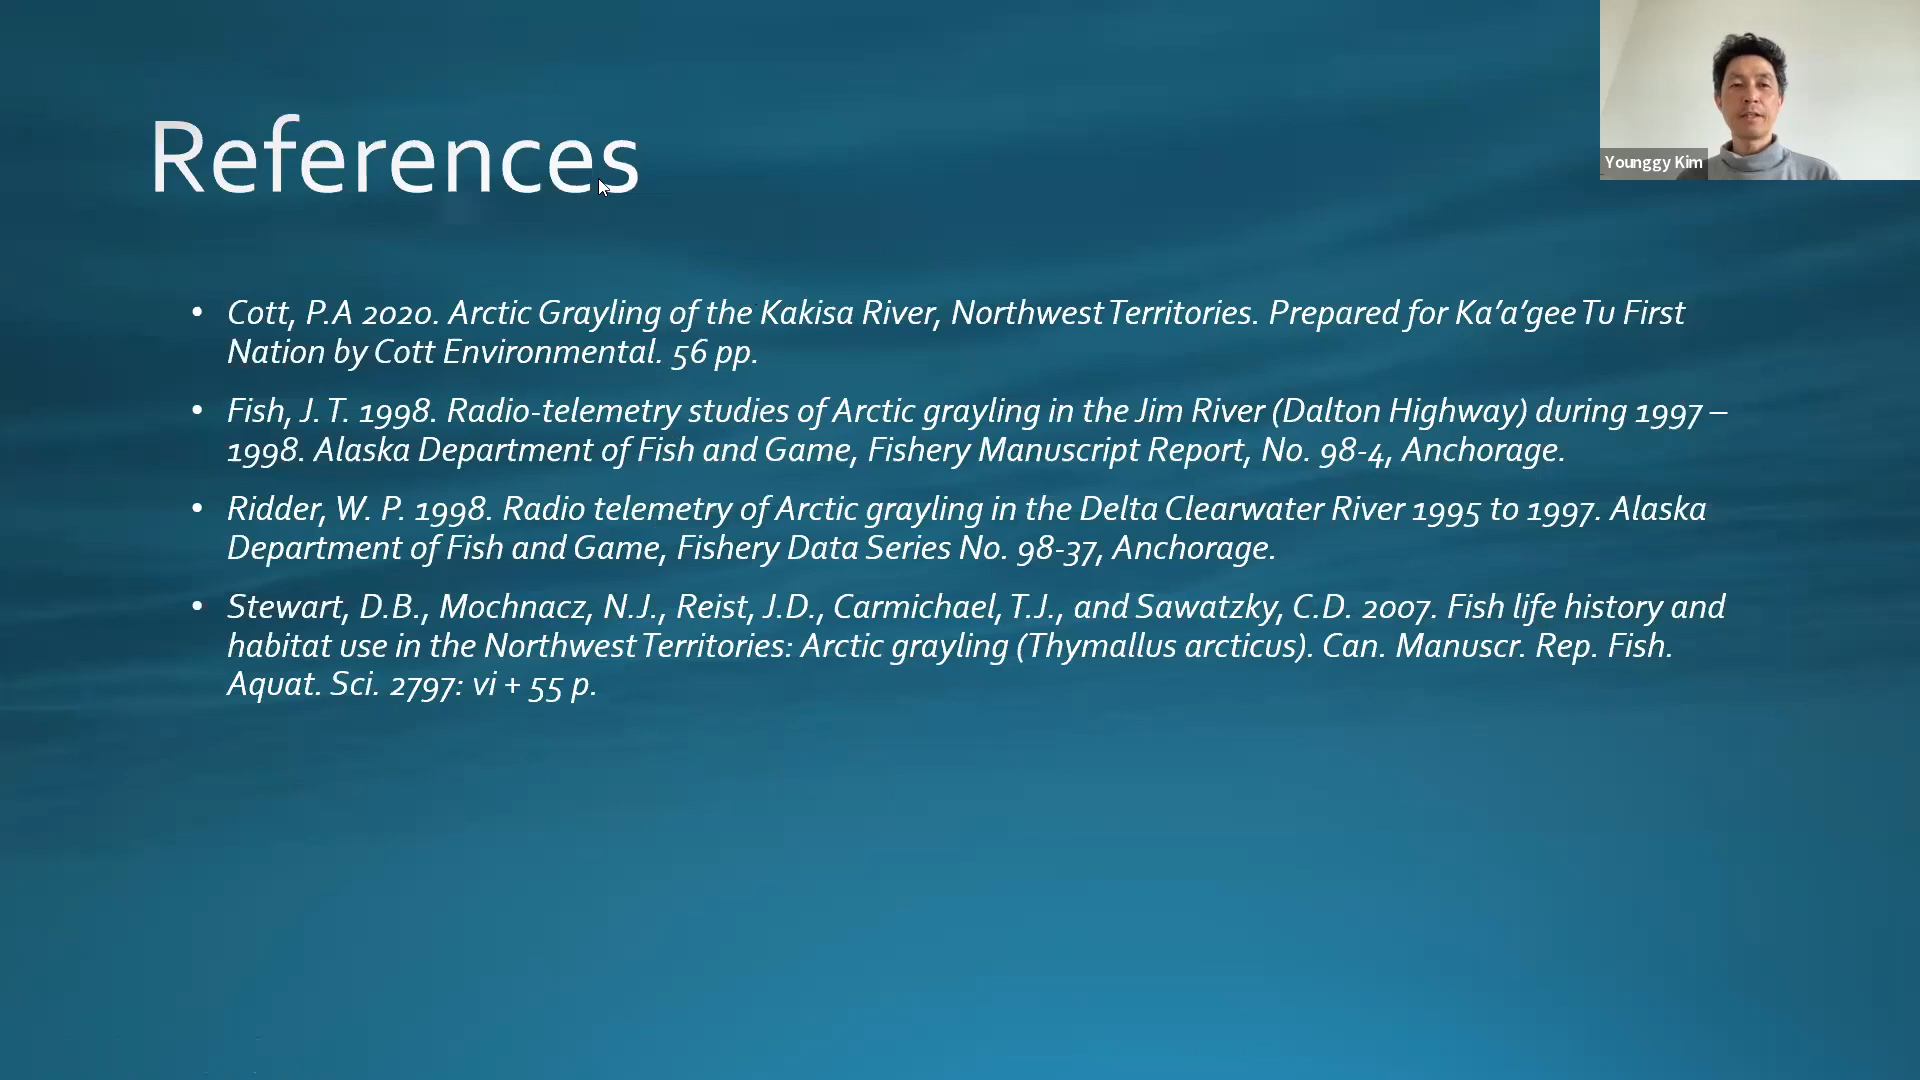 References
Younggy Kim
• Cott, P.A 2020. Arctic Grayling of the Kakisa River, Northwest Territories. Prepared for Ka’a’gee Tu First
Nation by Cott Environmental. 56 pp.
• Fish, J. T. 1998. Radio-telemetry studies of Arctic grayling in the Jim River (Dalton Highway) during 1997 –
1998. Alaska Department of Fish and Game, Fishery Manuscript Report, No. 98-4, Anchorage.
• Ridder, W. P. 1998. Radio telemetry of Arctic grayling in the Delta Clearwater River 1995 to 1997. Alaska
Department of Fish and Game, Fishery Data Series No. 98-37, Anchorage.
• Stewart, D.B., Mochnacz, N.J., Reist, J.D., Carmichael, T.J., and Sawatzky, C.D. 2007. Fish life history and
habitat use in the Northwest Territories: Arctic grayling (Thymallus arcticus). Can. Manuscr. Rep. Fish.
Aquat. Sci. 2797: vi + 55 p.